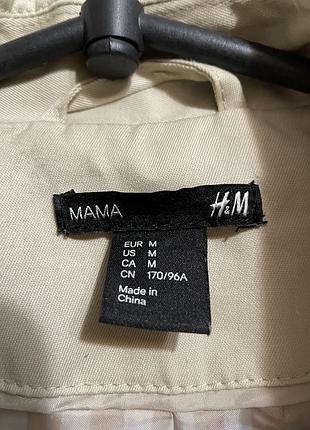 MAMA H&M
EUR M
US M
CA M
CN 170/96A
Made in
China